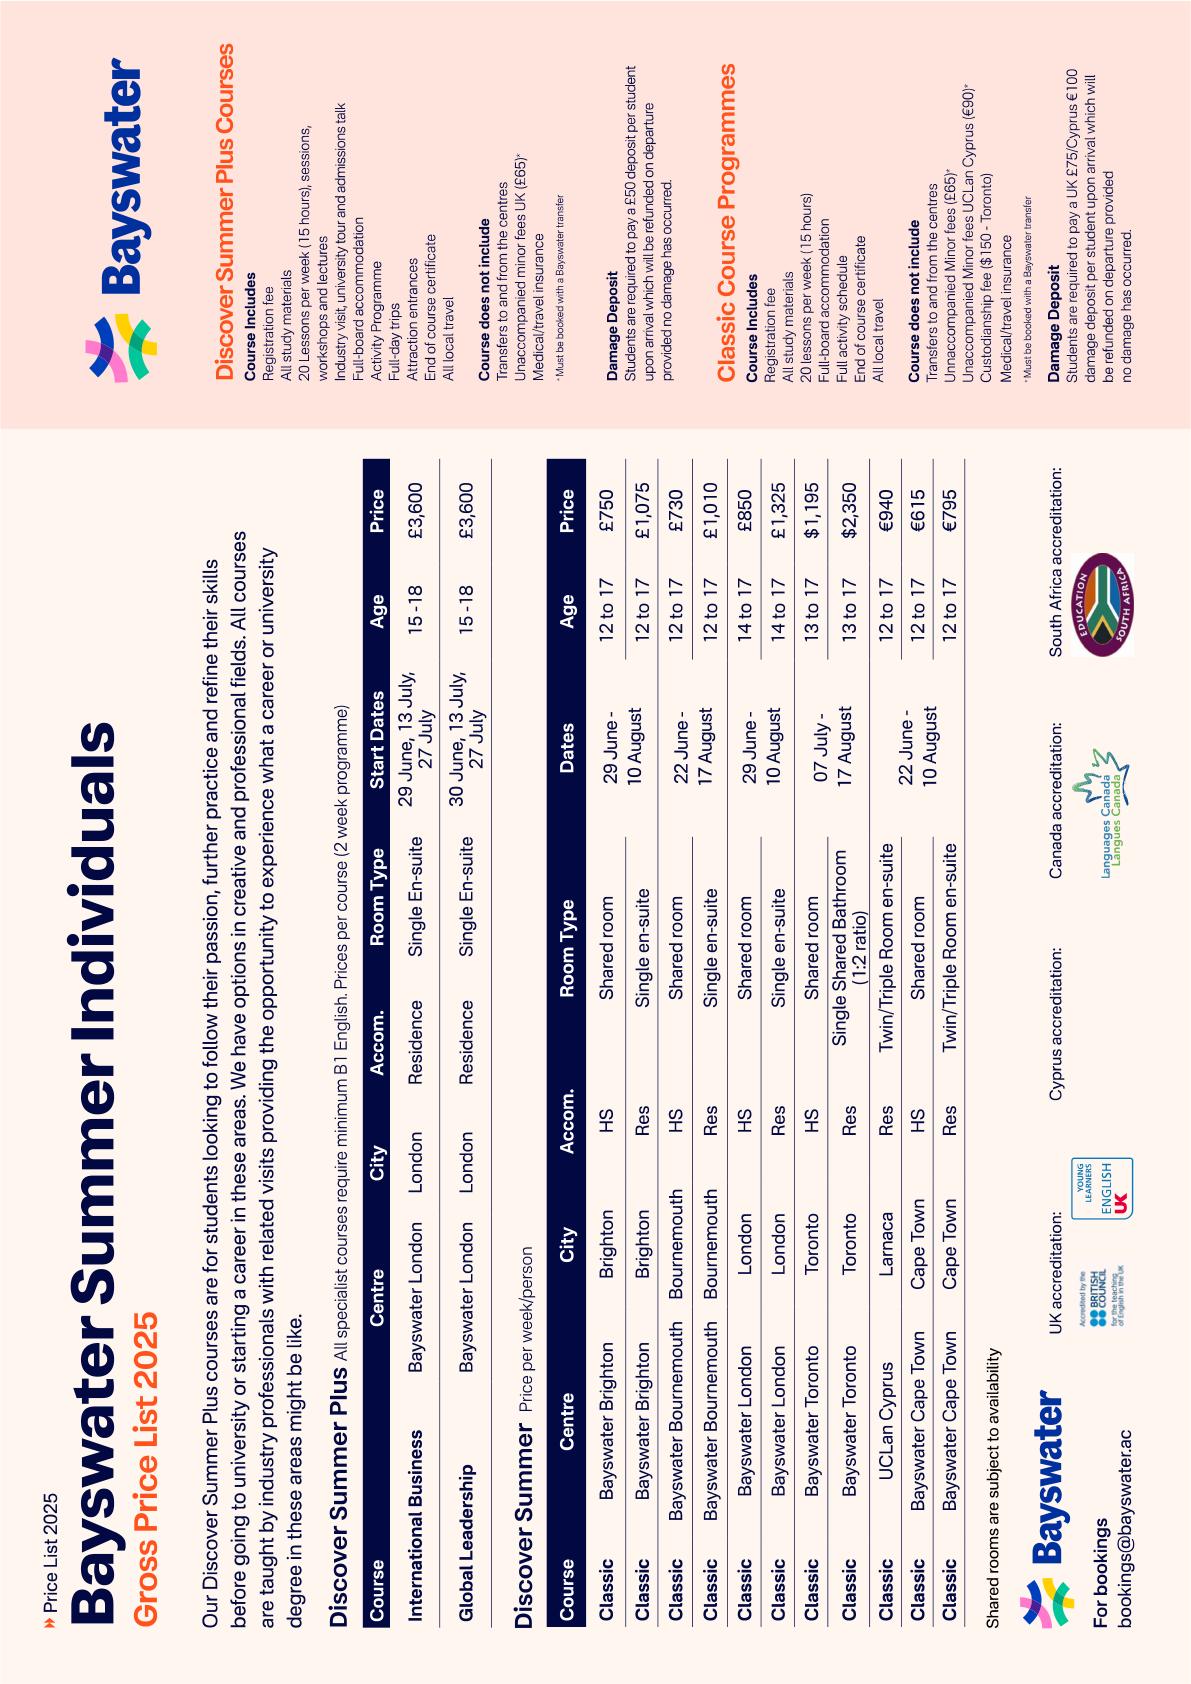 Price List 2025
Bayswater Summer Individuals
Gross Price List 2025
Our Discover Summer Plus courses are for students looking to follow their passion, further practice and refine their skills
before going to university or starting a career in these areas. We have options in creative and professional fields. All courses
are taught by industry professionals with related visits providing the opportunity to experience what a career or university
degree in these areas might be like.
Discover Summer Plus All specialist courses require minimum B1 English. Prices per course (2 week programme)
Course Centre City Accom. Room Type Start Dates Age Price
International Business Bayswater London London Residence Single En-suite 29 June, 13 July, 27 July 15 - 18 £3,600
Global Leadership Bayswater London London Residence Single En-suite 30 June, 13 July, 27 July 15 - 18 £3,600
Discover Summer Price per week/person
Course Centre City Accom. Room Type Dates Age Price
Classic Bayswater Brighton Brighton HS Shared room 29 June - 12 to 17 £750
Classic Bayswater Brighton Brighton Res Single en-suite 10 August 12 to 17 £1,075
Classic Bayswater Bournemouth Bournemouth HS Shared room 22 June - 12 to 17 £730
Classic Bayswater Bournemouth Bournemouth Res Single en-suite 17 August 12 to 17 £1,010
Classic Bayswater London London HS Shared room 29 June - 14 to 17 £850
Classic Bayswater London London Res Single en-suite 10 August 14 to 17 £1,325
Classic Bayswater Toronto Toronto HS Shared room 07 July - 13 to 17 $1,195
Classic Bayswater Toronto Toronto Res Single Shared Bathroom (1:2 ratio) 17 August 13 to 17 $2,350
Classic UCLan Cyprus Larnaca Res Twin/Triple Room en-suite 12 to 17 €940
Classic Bayswater Cape Town Cape Town HS Shared room 22 June - 10 August 12 to 17 €615
Classic Bayswater Cape Town Cape Town Res Twin/Triple Room en-suite 12 to 17 €795
Shared rooms are subject to availability
Bayswater
For bookings
bookings@bayswater.ac
UK accreditation:
Accredited by the
BRITISH
COUNCIL
for the teaching
of English in the UK
YOUNG
LEARNERS
ENGLISH
UK
Cyprus accreditation:
Canada accreditation:
Languages Canada
Langues Canada
South Africa accreditation:
EDUCATION
SOUTH AFRICA
Bayswater
Discover Summer Plus Courses
Course Includes
Registration fee
All study materials
20 Lessons per week (15 hours), sessions,
workshops and lectures
Industry visit, university tour and admissions talk
Full-board accommodation
Activity Programme
Full-day trips
Attraction entrances
End of course certificate
All local travel
Course does not include
Transfers to and from the centres
Unaccompanied minor fees UK (£65)*
Medical/travel insurance
*Must be booked with a Bayswater transfer
Damage Deposit
Students are required to pay a £50 deposit per student
upon arrival which will be refunded on departure
provided no damage has occurred.
Classic Course Programmes
Course Includes
Registration fee
All study materials
20 lessons per week (15 hours)
Full-board accommodation
Full activity schedule
End of course certificate
All local travel
Course does not include
Transfers to and from the centres
Unnaccompanied Minor fees (£65)*
Unaccompanied Minor fees UCLan Cyprus (€90)*
Custodianship fee ($150 - Toronto)
Medical/travel insurance
*Must be booked with a Bayswater transfer
Damage Deposit
Students are required to pay a UK £75/Cyprus €100
damage deposit per student upon arrival which will
be refunded on departure provided
no damage has occurred.